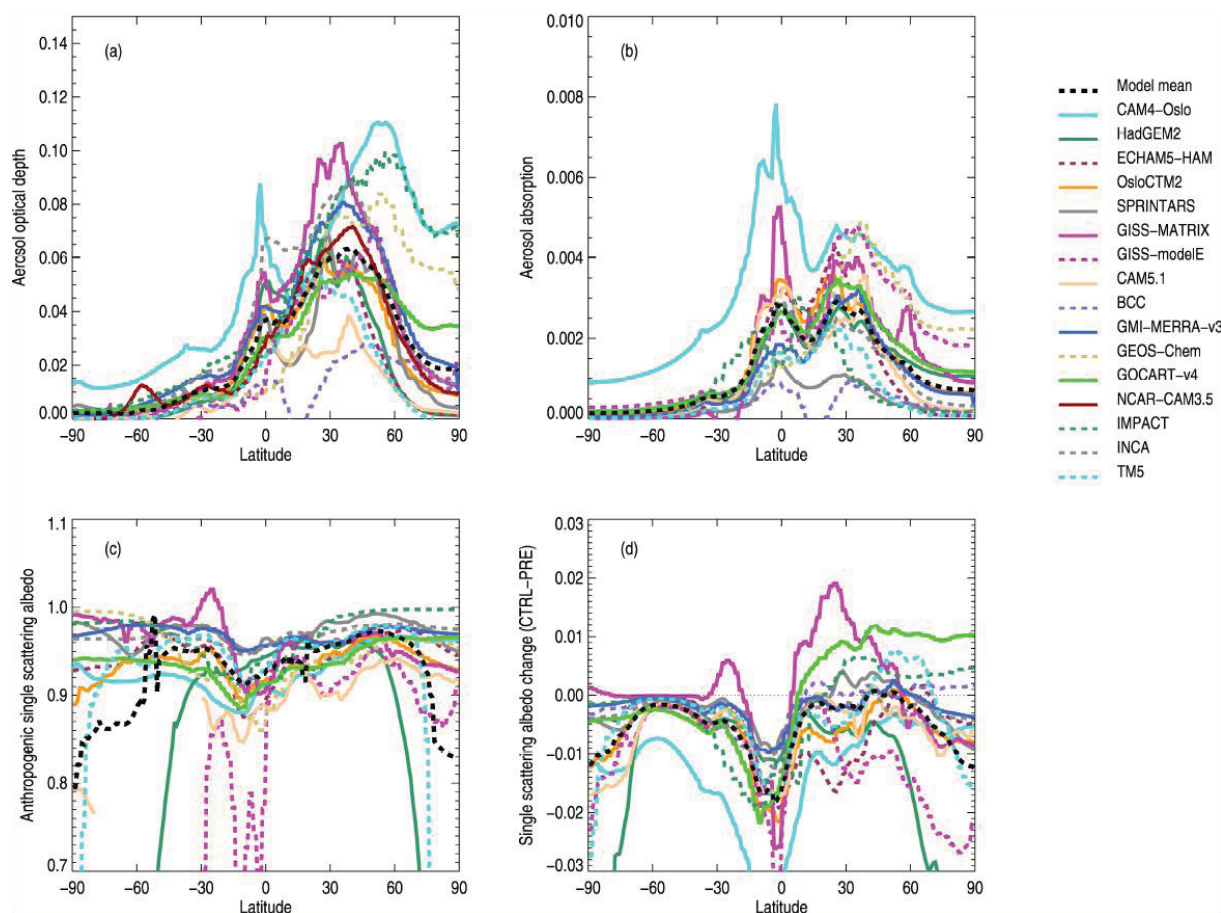 (a)
0.14
0.12
0.10
0.08
0.06
0.04
0.02
0.00
Aerosol optical depth
−90 −60 −30 0 30 60 90
Latitude
(b)
0.010
0.008
0.006
0.004
0.002
0.000
Aerosol absorption
−90 −60 −30 0 30 60 90
Latitude
Model mean
CAM4−Oslo
HadGEM2
ECHAM5−HAM
OsloCTM2
SPRINTARS
GISS−MATRIX
GISS−modelE
CAM5.1
BCC
GMI−MERRA−v3
GEOS−Chem
GOCART−v4
NCAR−CAM3.5
IMPACT
INCA
TM5
(c)
1.1
1.0
0.9
0.8
0.7
Anthropogenic single scattering albedo
−90 −60 −30 0 30 60 90
Latitude
(d)
0.03
0.02
0.01
0.00
−0.01
−0.02
−0.03
Single scattering albedo change (CTRL−PRE)
−90 −60 −30 0 30 60 90
Latitude